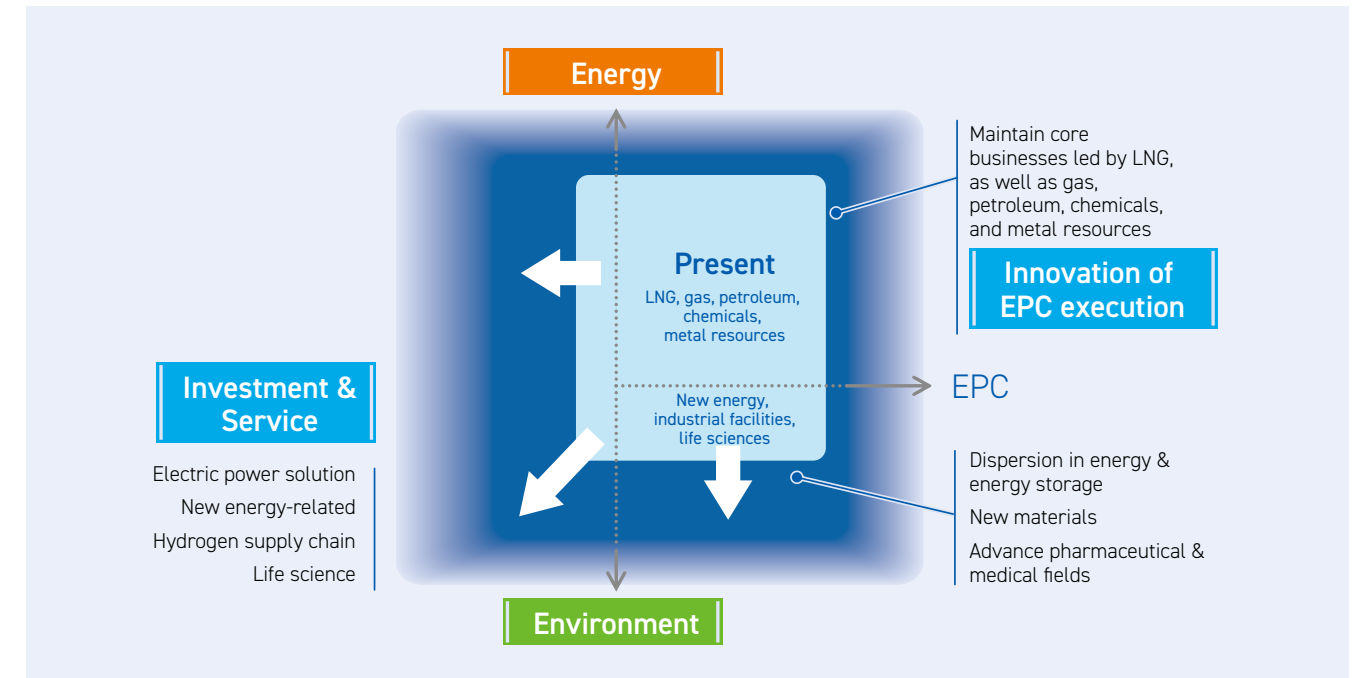 Energy
Maintain core
businesses led by LNG,
as well as gas,
petroleum, chemicals,
and metal resources
Innovation of
EPC execution
Present
LNG, gas, petroleum,
chemicals,
metal resources
EPC
New energy,
industrial facilities,
life sciences
Investment &
Service
Electric power solution
New energy-related
Hydrogen supply chain
Life science
Dispersion in energy &
energy storage
New materials
Advance pharmaceutical &
medical fields
Environment